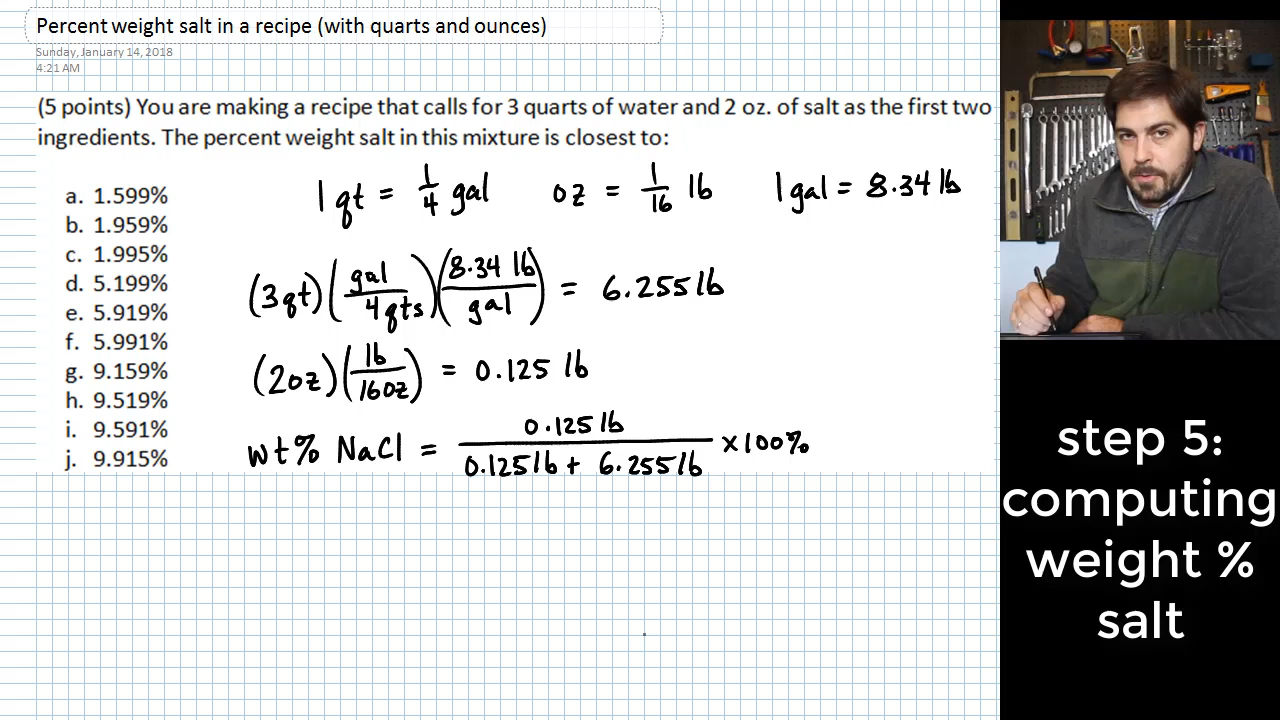 Percent weight salt in a recipe (with quarts and ounces)
Sunday, January 14, 2018
4:21 AM
(5 points) You are making a recipe that calls for 3 quarts of water and 2 oz. of salt as the first two
ingredients. The percent weight salt in this mixture is closest to:
a. 1.599%
b. 1.959%
c. 1.995%
d. 5.199%
e. 5.919%
f. 5.991%
g. 9.159%
h. 9.519%
i. 9.591%
j. 9.915%
1 qt = 1/4 gal oz = 1/16 lb 1 gal = 8.34 lb
(3qt)(gal/4qts)(8.34 lb/gal) = 6.255 lb
(2oz)(lb/16oz) = 0.125 lb
wt% NaCl = 0.125 lb/0.125 lb + 6.255 lb x 100%
step 5:
computing
weight %
salt